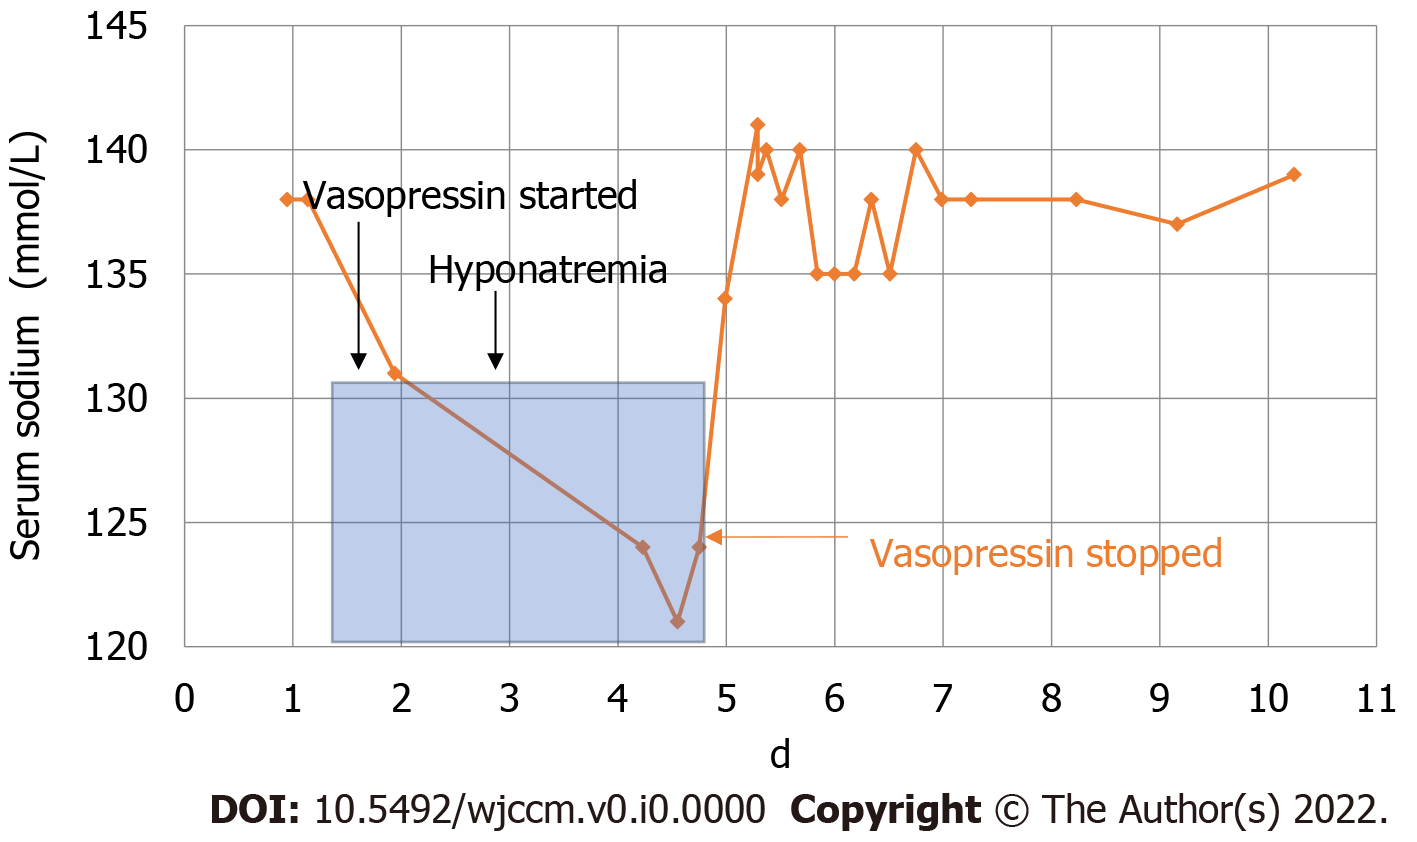 145
140
135
130
125
120
Serum sodium (mmol/L)
Vasopressin started
Hyponatremia
Vasopressin stopped
0 1 2 3 4 5 6 7 8 9 10 11
d
DOI: 10.5492/wjccm.v0.i0.0000 Copyright © The Author(s) 2022.